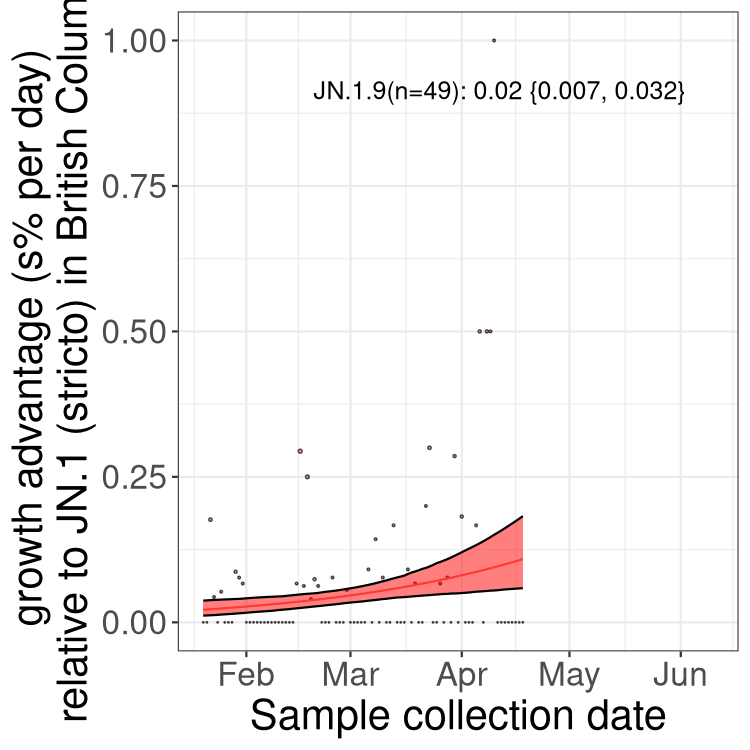 growth advantage (s% per day)
relative to JN.1 (stricto) in British Colum
1.00
0.75
0.50
0.25
0.00
JN.1.9(n=49): 0.02 {0.007, 0.032}
Feb Mar Apr May Jun
Sample collection date